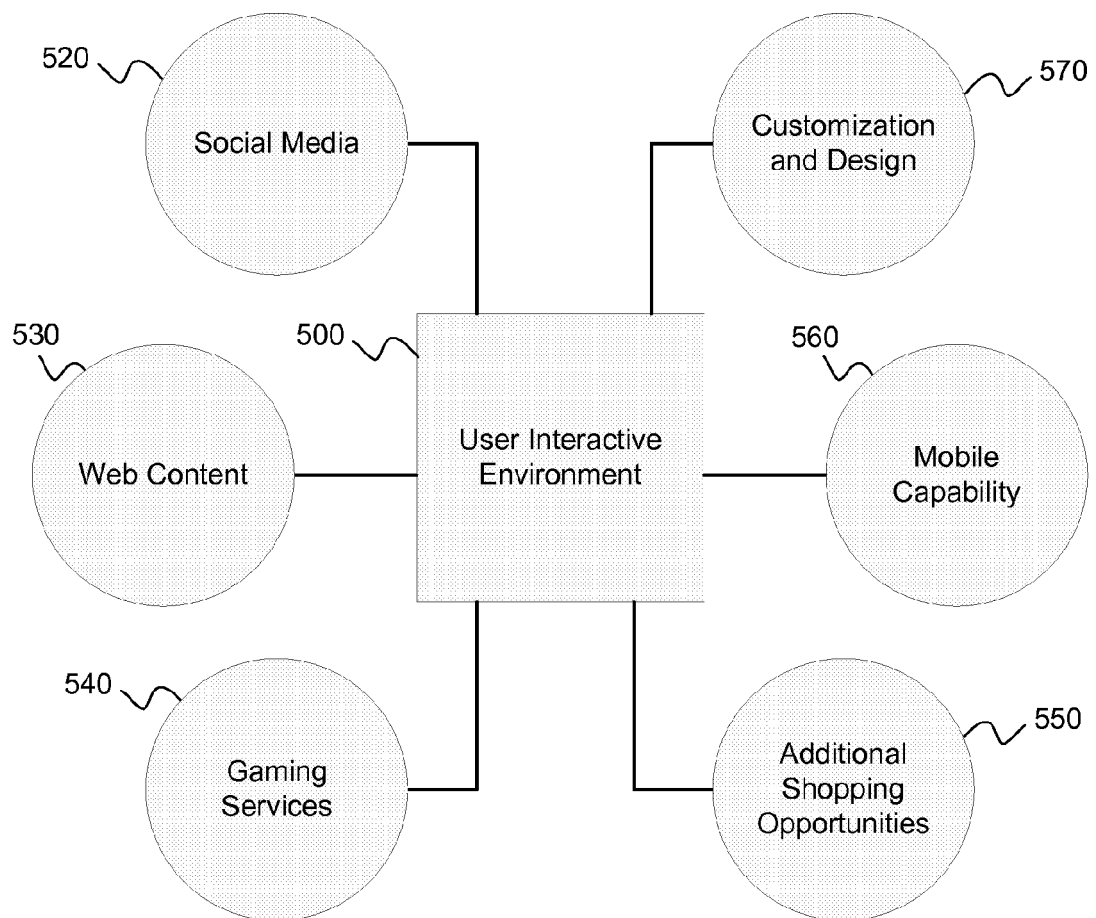 520
Social Media
570
Customization
and Design
530
Web Content
500
User Interactive
Environment
560
Mobile
Capability
540
Gaming
Services
550
Additional
Shopping
Opportunities